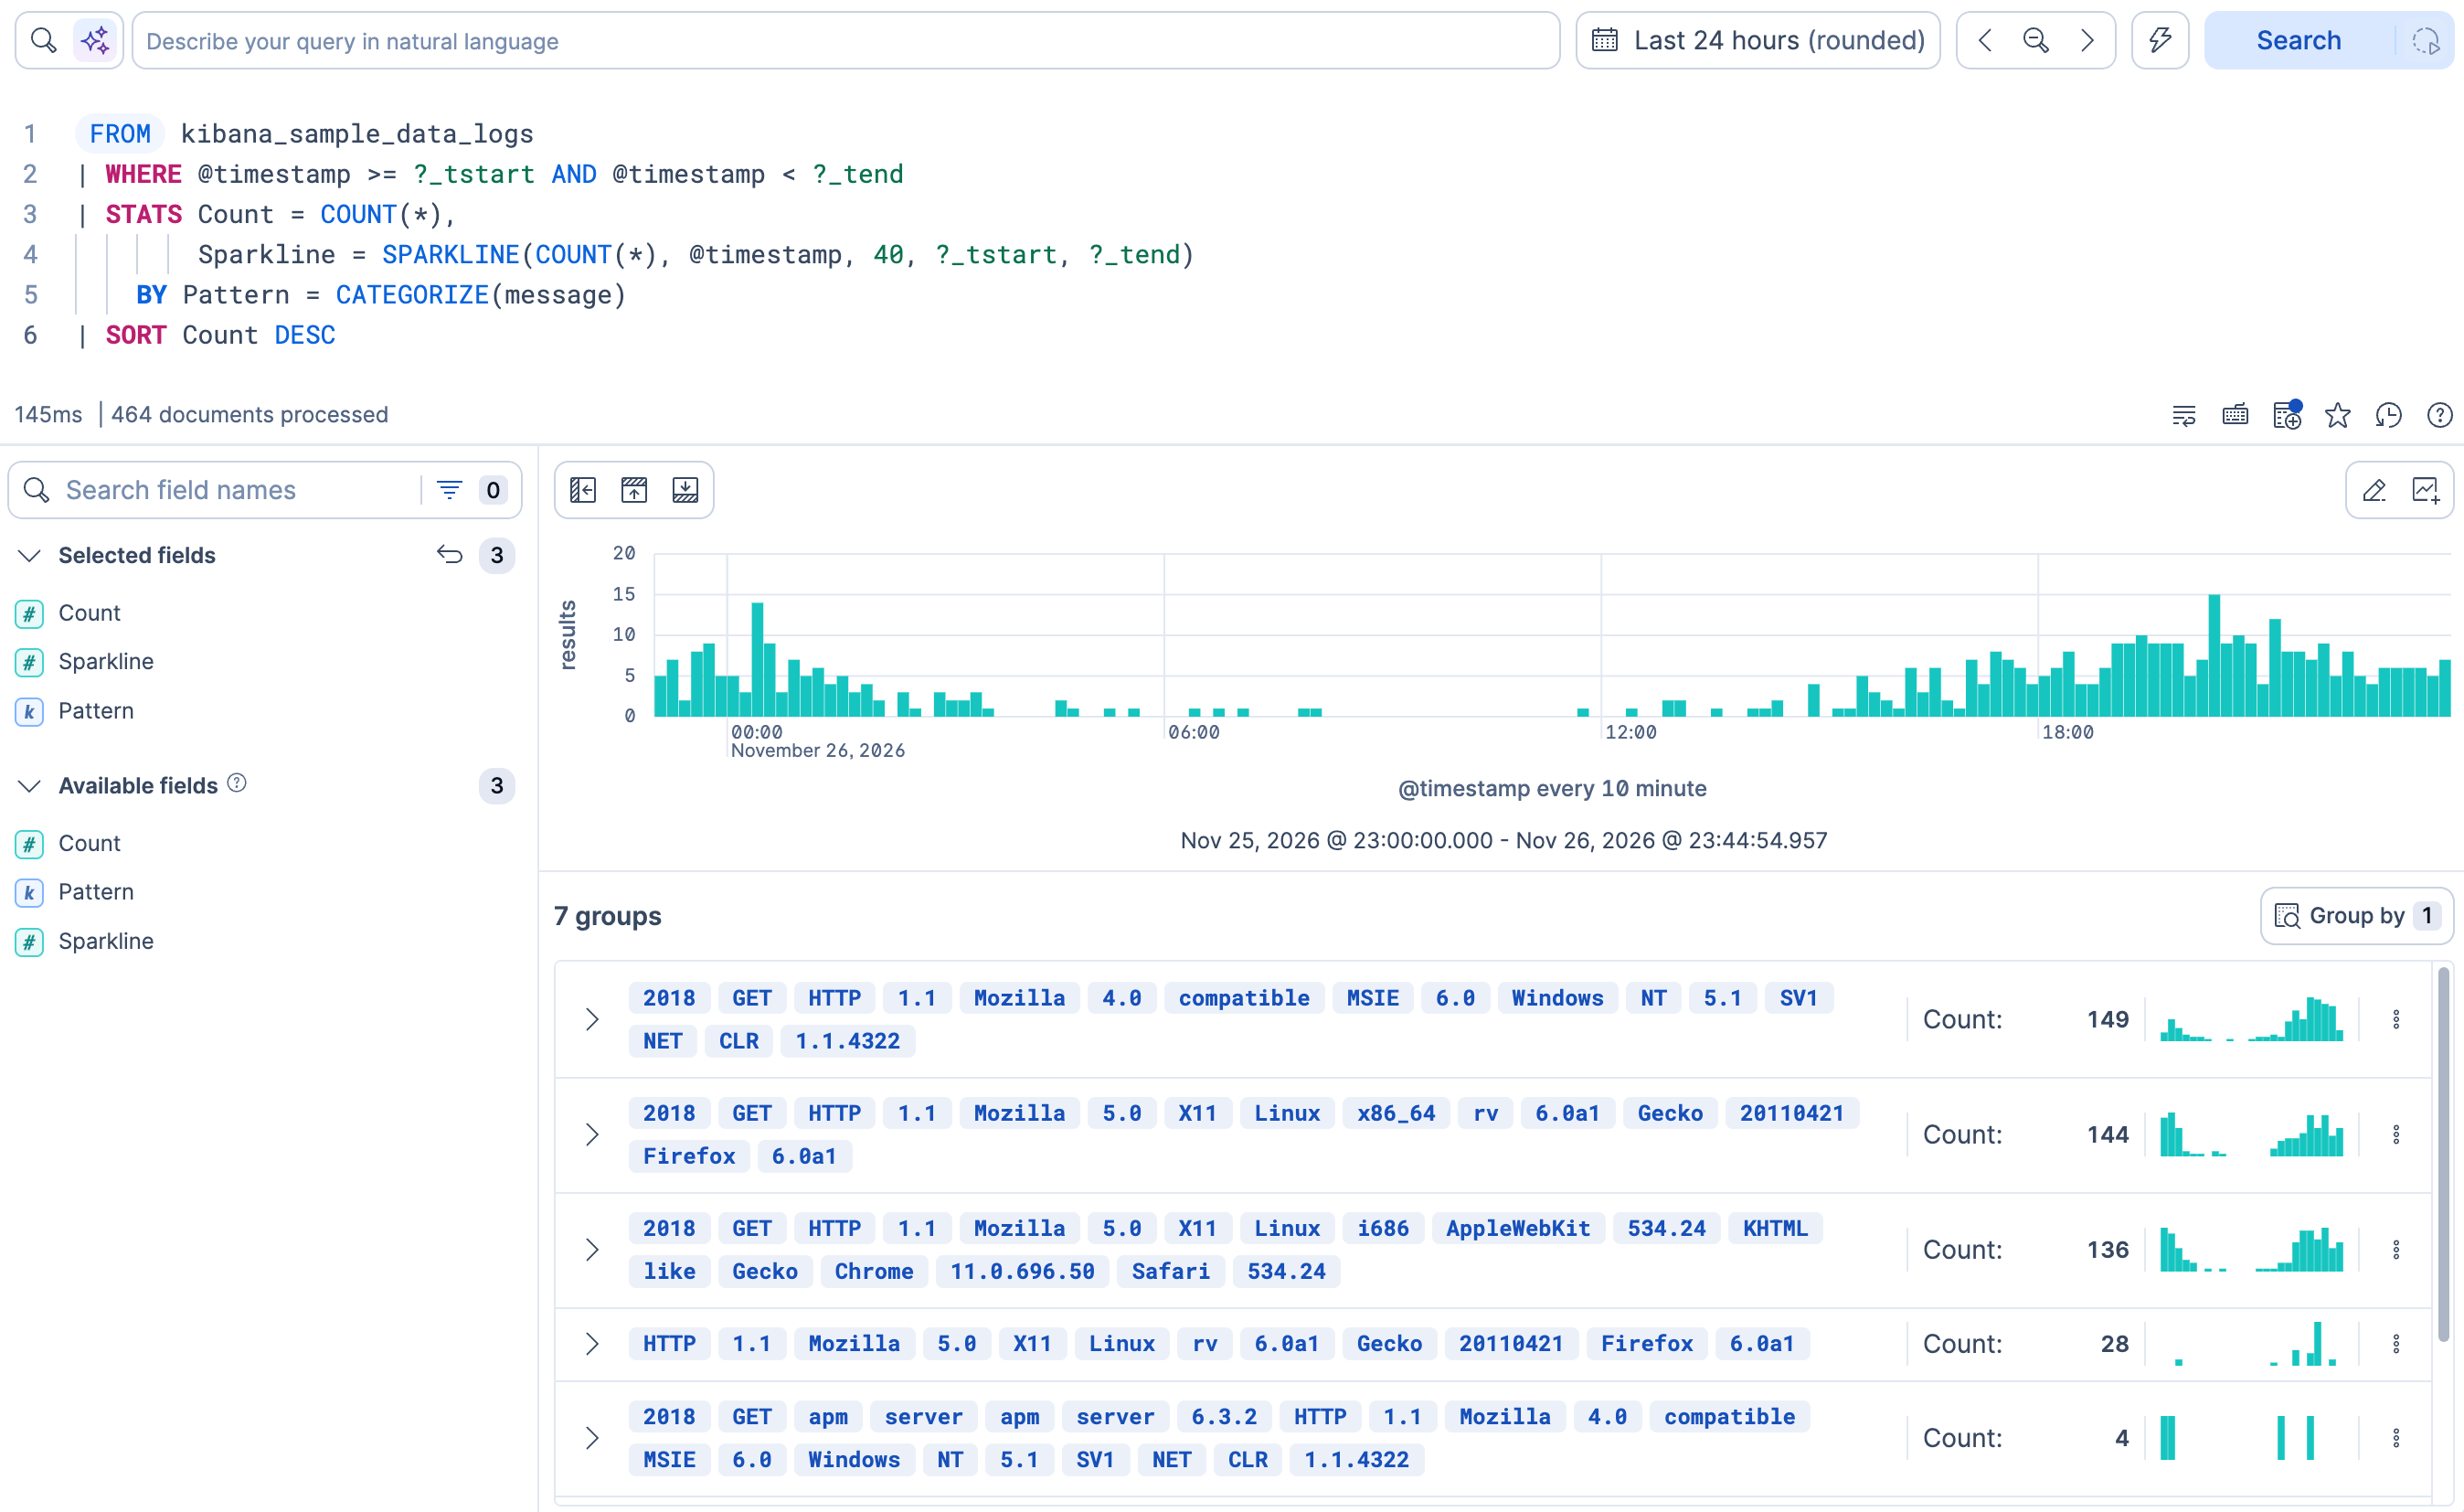 Describe your query in natural language
Last 24 hours (rounded)
Search
1 FROM kibana_sample_data_logs
2 | WHERE @timestamp >= ?_tstart AND @timestamp < ?_tend
3 | STATS Count = COUNT(*),
4 Sparkline = SPARKLINE(COUNT(*), @timestamp, 40, ?_tstart, ?_tend)
5 BY Pattern = CATEGORIZE(message)
6 | SORT Count DESC
145ms | 464 documents processed
Search field names
0
Selected fields
3
# Count
# Sparkline
k Pattern
Available fields
3
# Count
k Pattern
# Sparkline
results
20
15
10
5
0
00:00
November 26, 2026
06:00
12:00
18:00
@timestamp every 10 minute
Nov 25, 2026 @ 23:00:00.000 - Nov 26, 2026 @ 23:44:54.957
7 groups
Group by 1
2018 GET HTTP 1.1 Mozilla 4.0 compatible MSIE 6.0 Windows NT 5.1 SV1
NET CLR 1.1.4322
Count: 149
2018 GET HTTP 1.1 Mozilla 5.0 X11 Linux x86_64 rv 6.0a1 Gecko 20110421
Firefox 6.0a1
Count: 144
2018 GET HTTP 1.1 Mozilla 5.0 X11 Linux i686 AppleWebKit 534.24 KHTML
like Gecko Chrome 11.0.696.50 Safari 534.24
Count: 136
HTTP 1.1 Mozilla 5.0 X11 Linux rv 6.0a1 Gecko 20110421 Firefox 6.0a1
Count: 28
2018 GET apm server apm server 6.3.2 HTTP 1.1 Mozilla 4.0 compatible
MSIE 6.0 Windows NT 5.1 SV1 NET CLR 1.1.4322
Count: 4